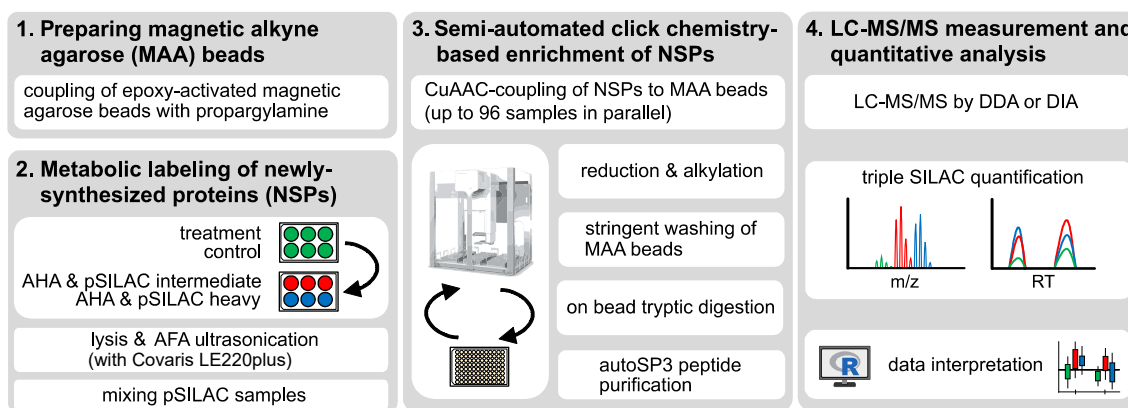 1. Preparing magnetic alkyne
agarose (MAA) beads
coupling of epoxy-activated magnetic
agarose beads with propargylamine
2. Metabolic labeling of newly-
synthesized proteins (NSPs)
treatment
control
AHA & pSILAC intermediate
AHA & pSILAC heavy
lysis & AFA ultrasonication
(with Covaris LE220plus)
mixing pSILAC samples
3. Semi-automated click chemistry-
based enrichment of NSPs
CuAAC-coupling of NSPs to MAA beads
(up to 96 samples in parallel)
reduction & alkylation
stringent washing of
MAA beads
on bead tryptic digestion
autoSP3 peptide
purification
4. LC-MS/MS measurement and
quantitative analysis
LC-MS/MS by DDA or DIA
triple SILAC quantification
m/z
RT
R
data interpretation